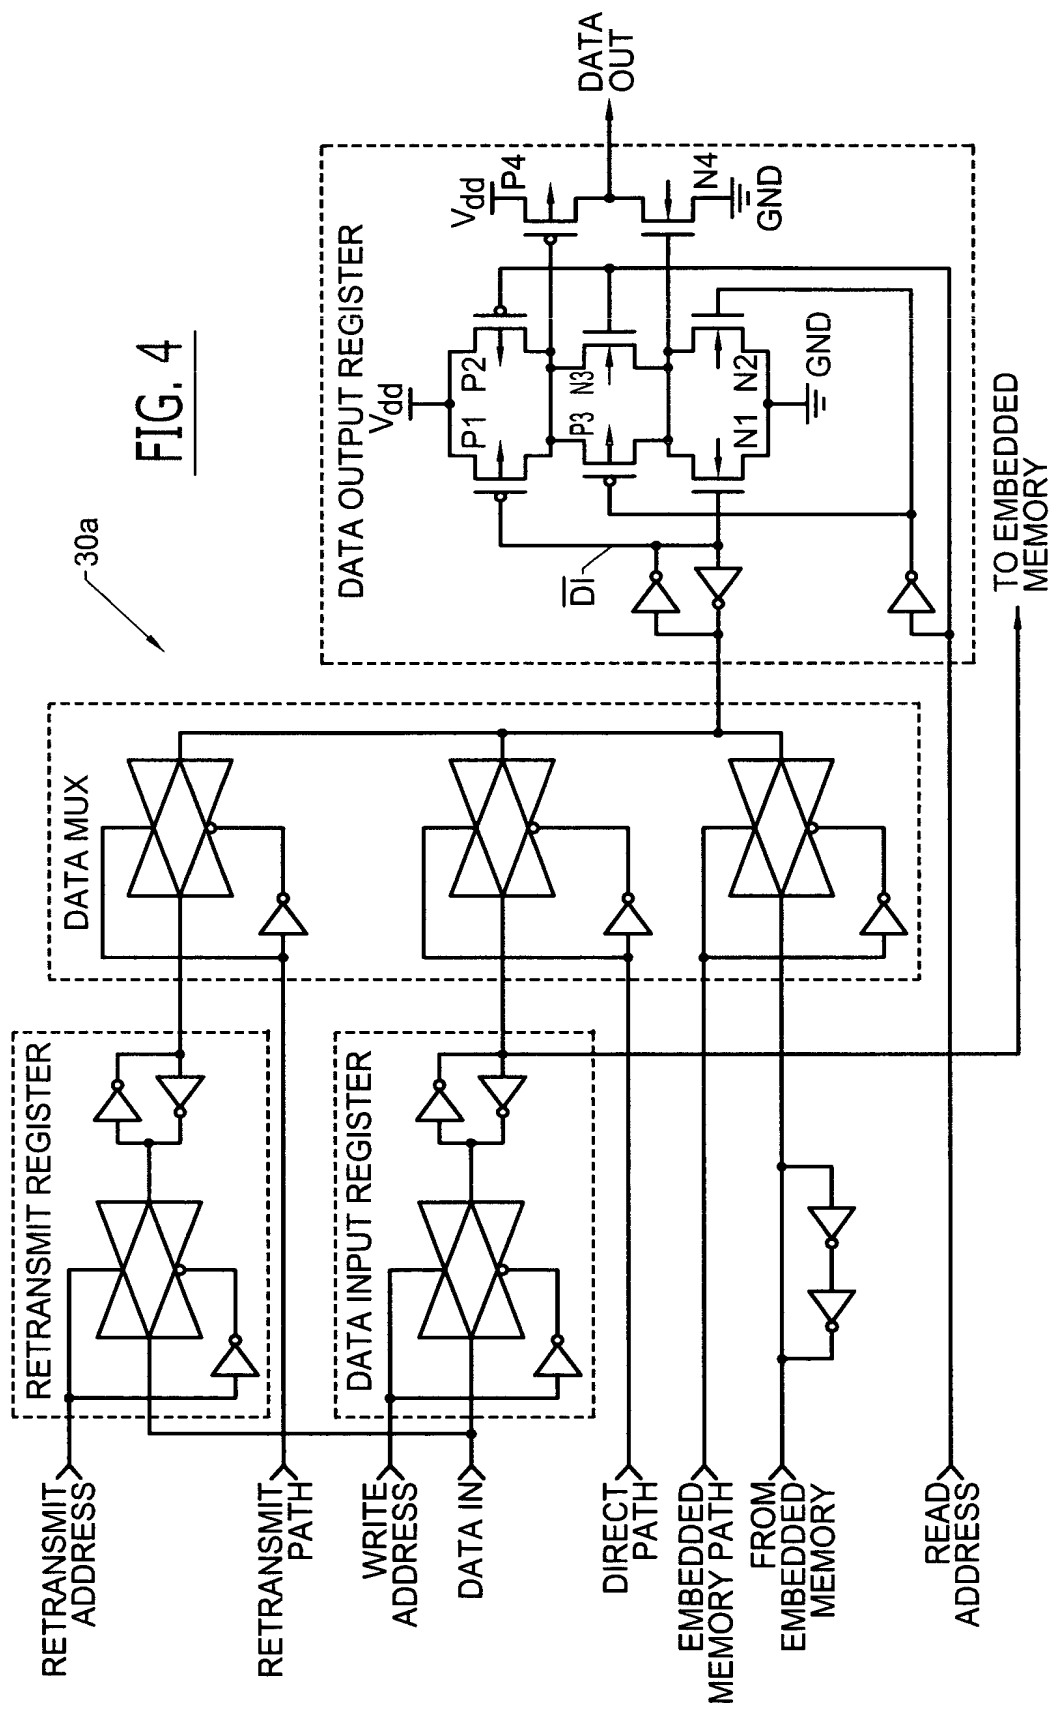 FIG. 4
30a
RETRANSMIT REGISTER
DATA MUX
DATA OUTPUT REGISTER
DATA INPUT REGISTER
RETRANSMIT
ADDRESS
RETRANSMIT
PATH
WRITE
ADDRESS
DATA IN
DIRECT
PATH
EMBEDDED
MEMORY PATH
FROM
EMBEDDED
MEMORY
READ
ADDRESS
Vdd
P1
P2
P3
N3
N1
N2
GND
D̅I̅
Vdd
P4
N4
GND
DATA
OUT
TO EMBEDDED
MEMORY